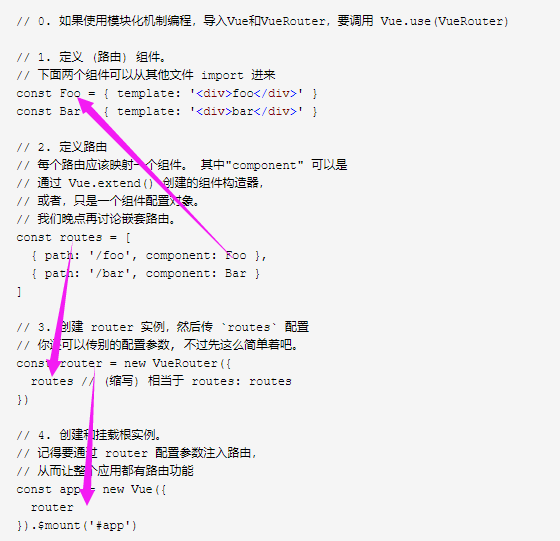 // 0. 如果使用模块化机制编程，导入Vue和VueRouter，要调用 Vue.use(VueRouter)
// 1. 定义 (路由) 组件。
// 下面两个组件可以从其他文件 import 进来
const Foo = { template: '<div>foo</div>' }
const Bar = { template: '<div>bar</div>' }
// 2. 定义路由
// 每个路由应该映射一个组件。 其中"component" 可以是
// 通过 Vue.extend() 创建的组件构造器，
// 或者，只是一个组件配置对象。
// 我们晚点再讨论嵌套路由。
const routes = [
{ path: '/foo', component: Foo },
{ path: '/bar', component: Bar }
]
// 3. 创建 router 实例，然后传 `routes` 配置
// 你还可以传别的配置参数, 不过先这么简单着吧。
const router = new VueRouter({
routes // (缩写) 相当于 routes: routes
})
// 4. 创建和挂载根实例。
// 记得要通过 router 配置参数注入路由，
// 从而让整个应用都有路由功能
const app = new Vue({
router
}).$mount('#app')